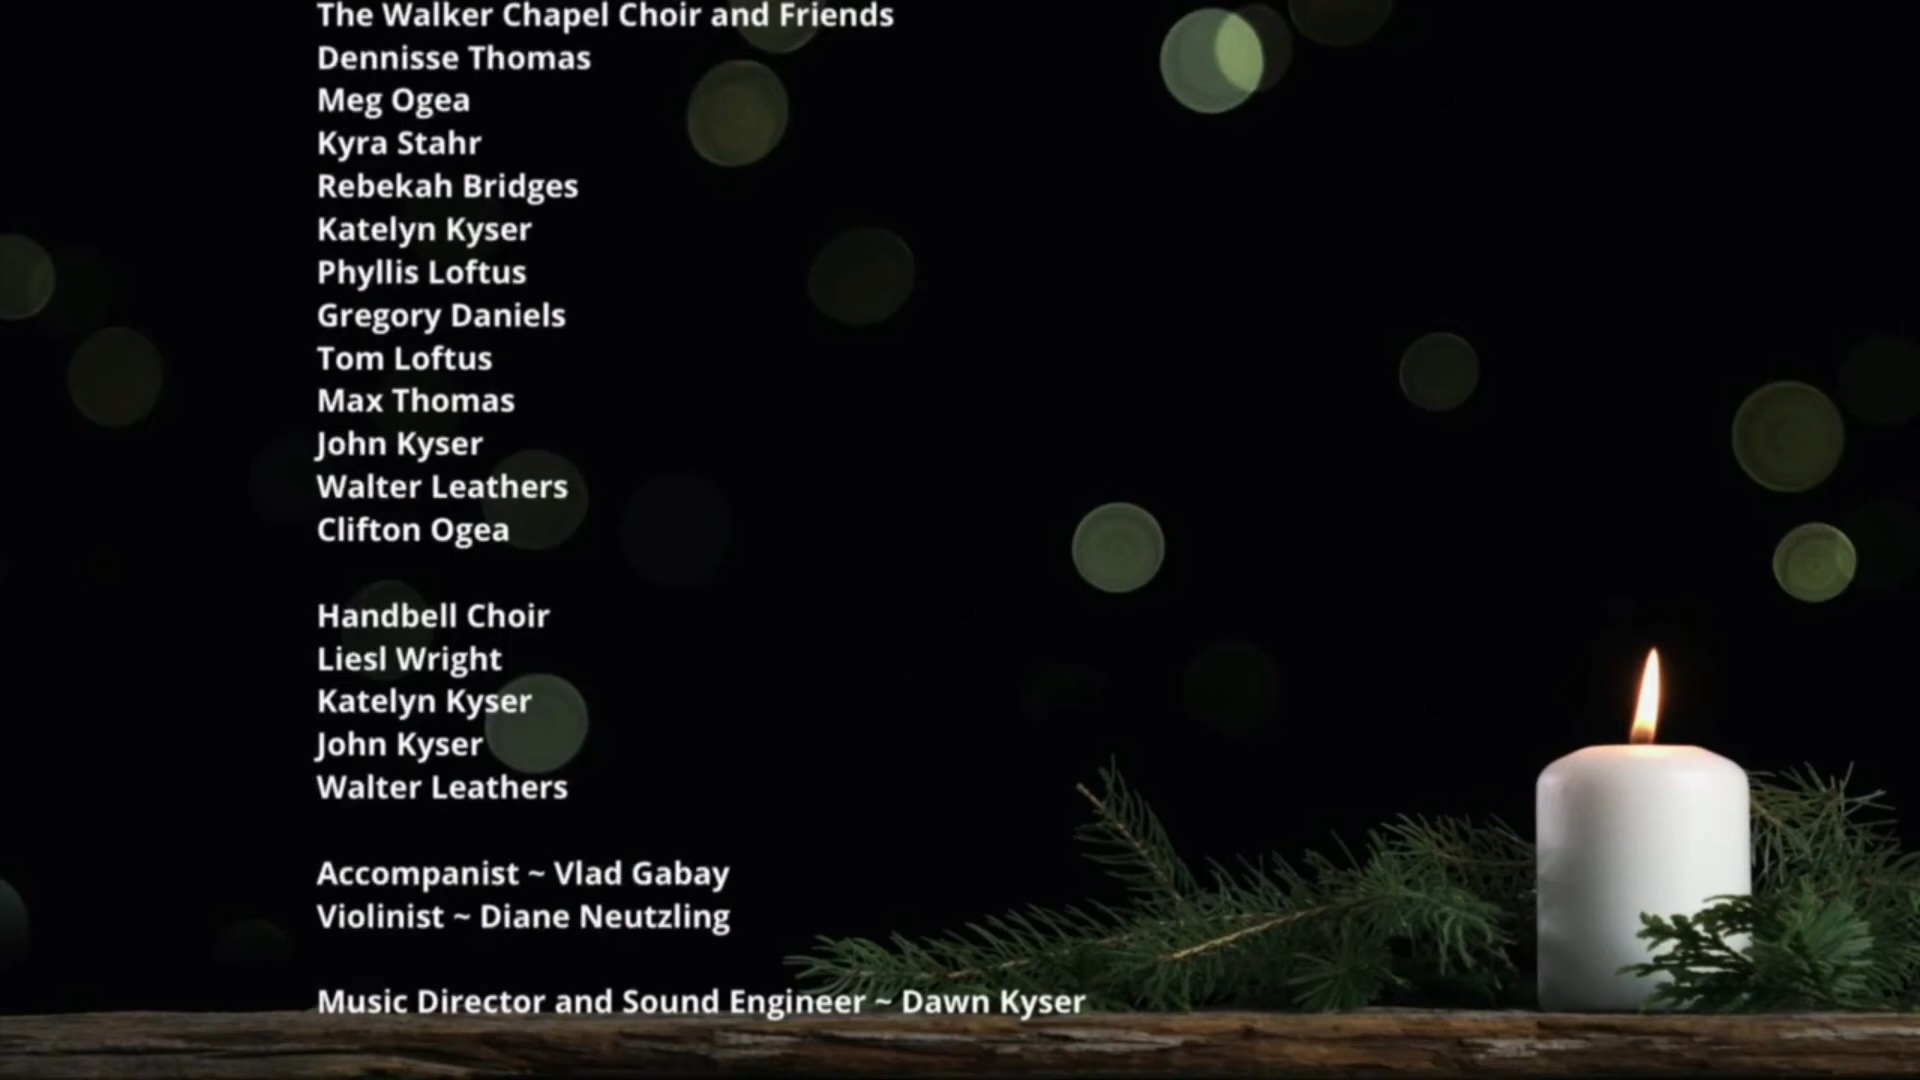 The Walker Chapel Choir and Friends
Dennisse Thomas
Meg Ogea
Kyra Stahr
Rebekah Bridges
Katelyn Kyser
Phyllis Loftus
Gregory Daniels
Tom Loftus
Max Thomas
John Kyser
Walter Leathers
Clifton Ogea
Handbell Choir
Liesl Wright
Katelyn Kyser
John Kyser
Walter Leathers
Accompanist ~ Vlad Gabay
Violinist ~ Diane Neutzling
Music Director and Sound Engineer ~ Dawn Kyser